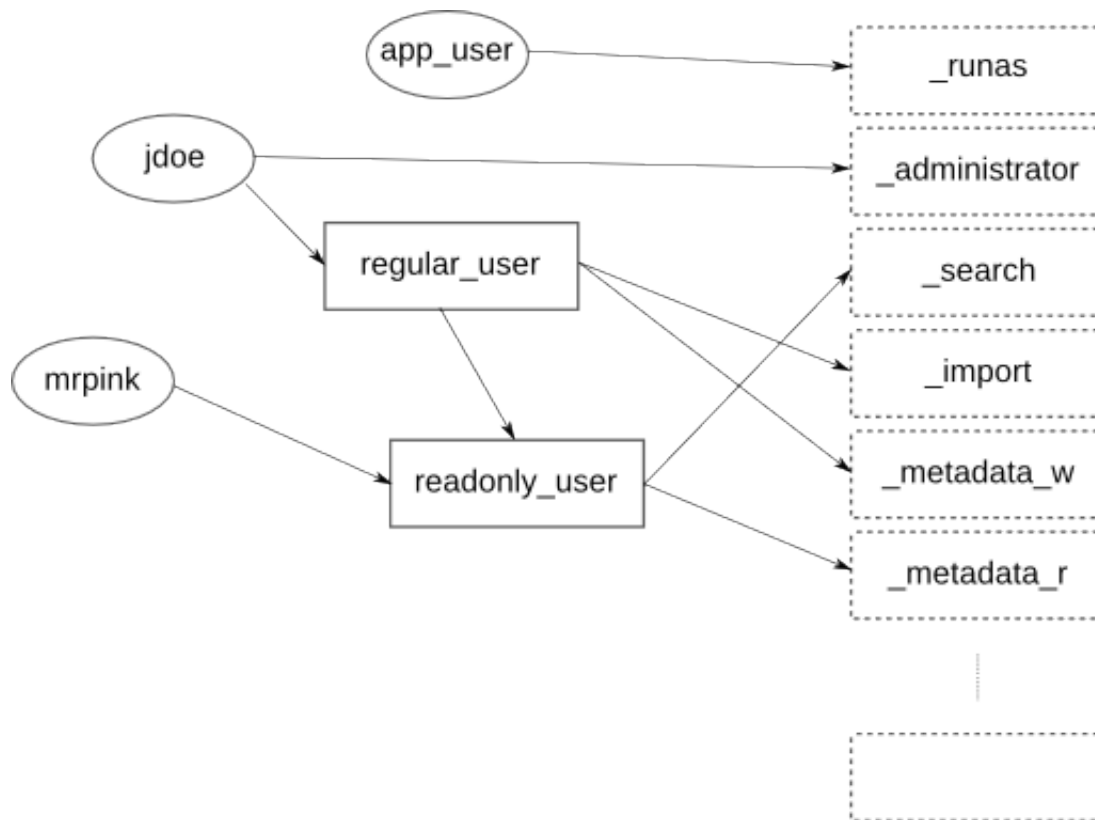 app_user
_runas
jdoe
_administrator
regular_user
_search
_import
mrpink
_metadata_w
readonly_user
_metadata_r